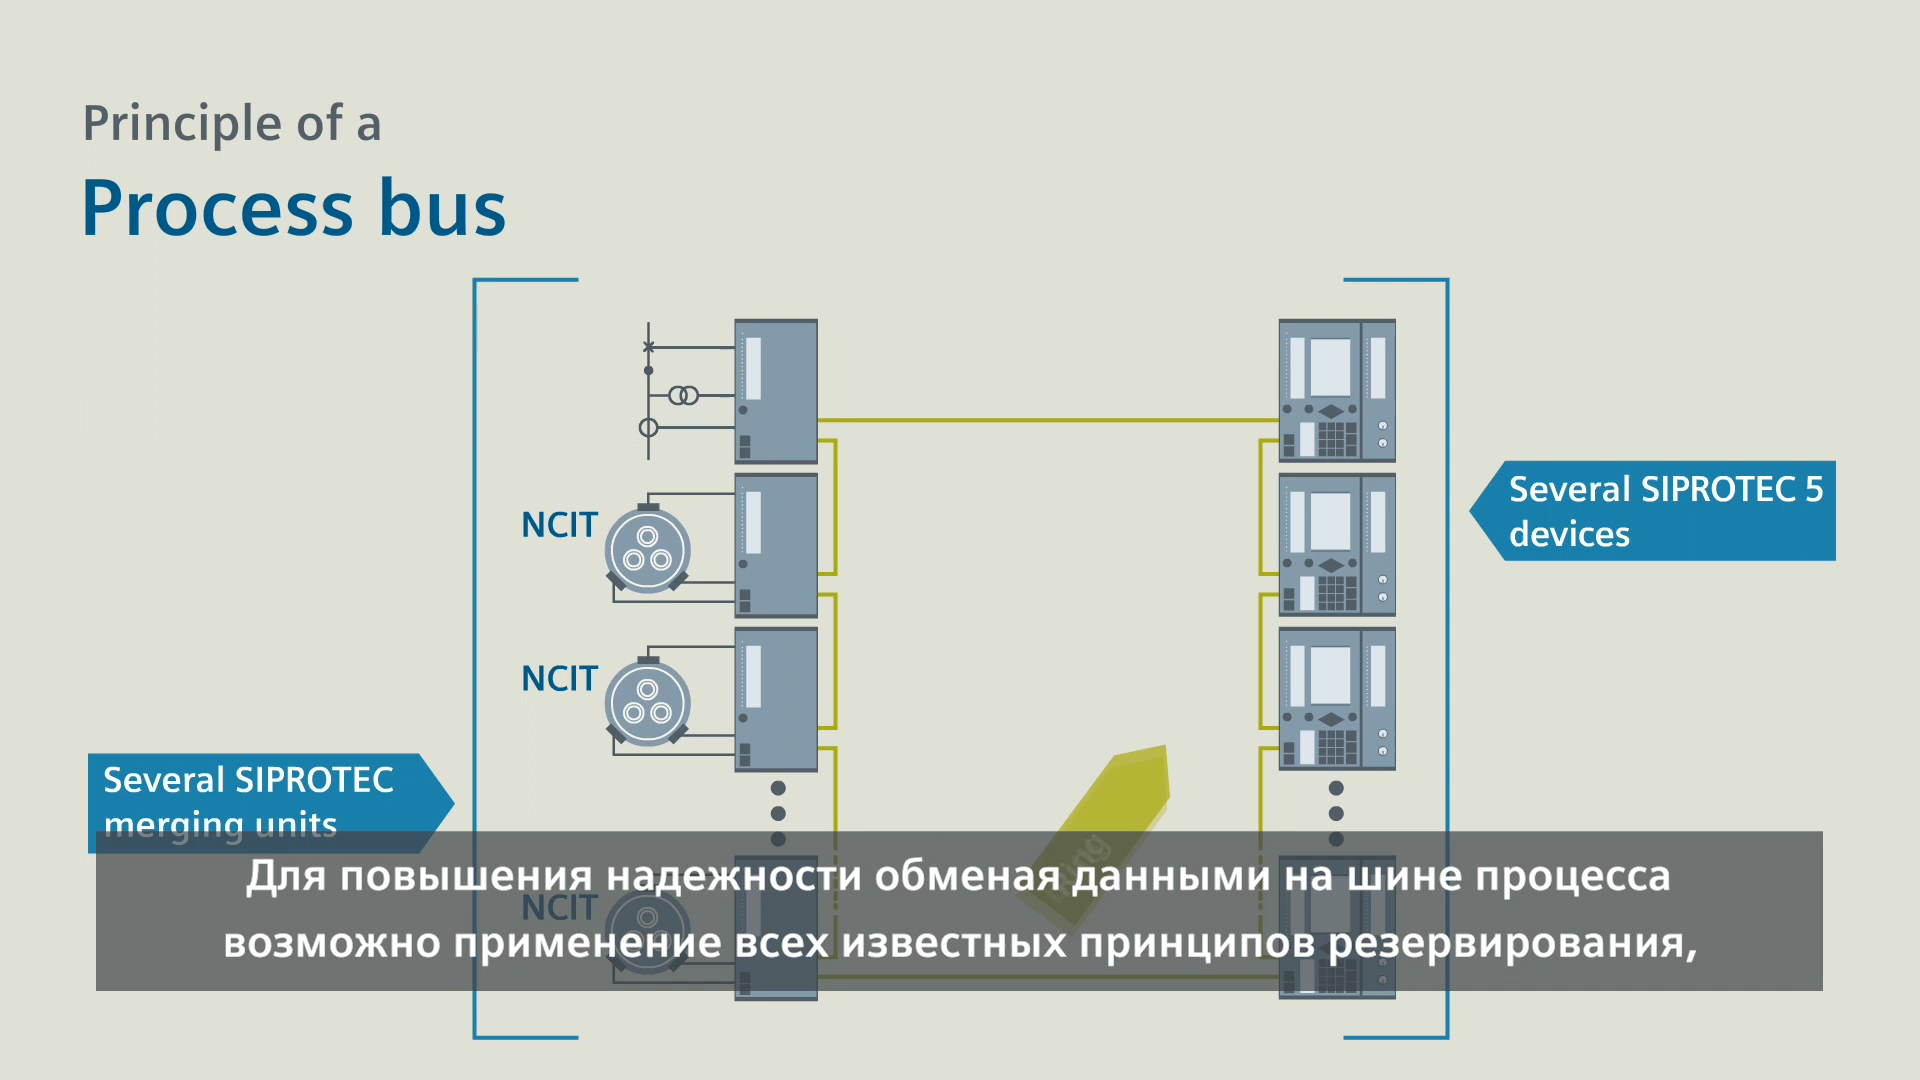 Principle of a
Process bus
Several SIPROTEC 5
devices
NCIT
NCIT
Several SIPROTEC
merging units
NCIT
Ring
Для повышения надежности обменая данными на шине процесса
возможно применение всех известных принципов резервирования,